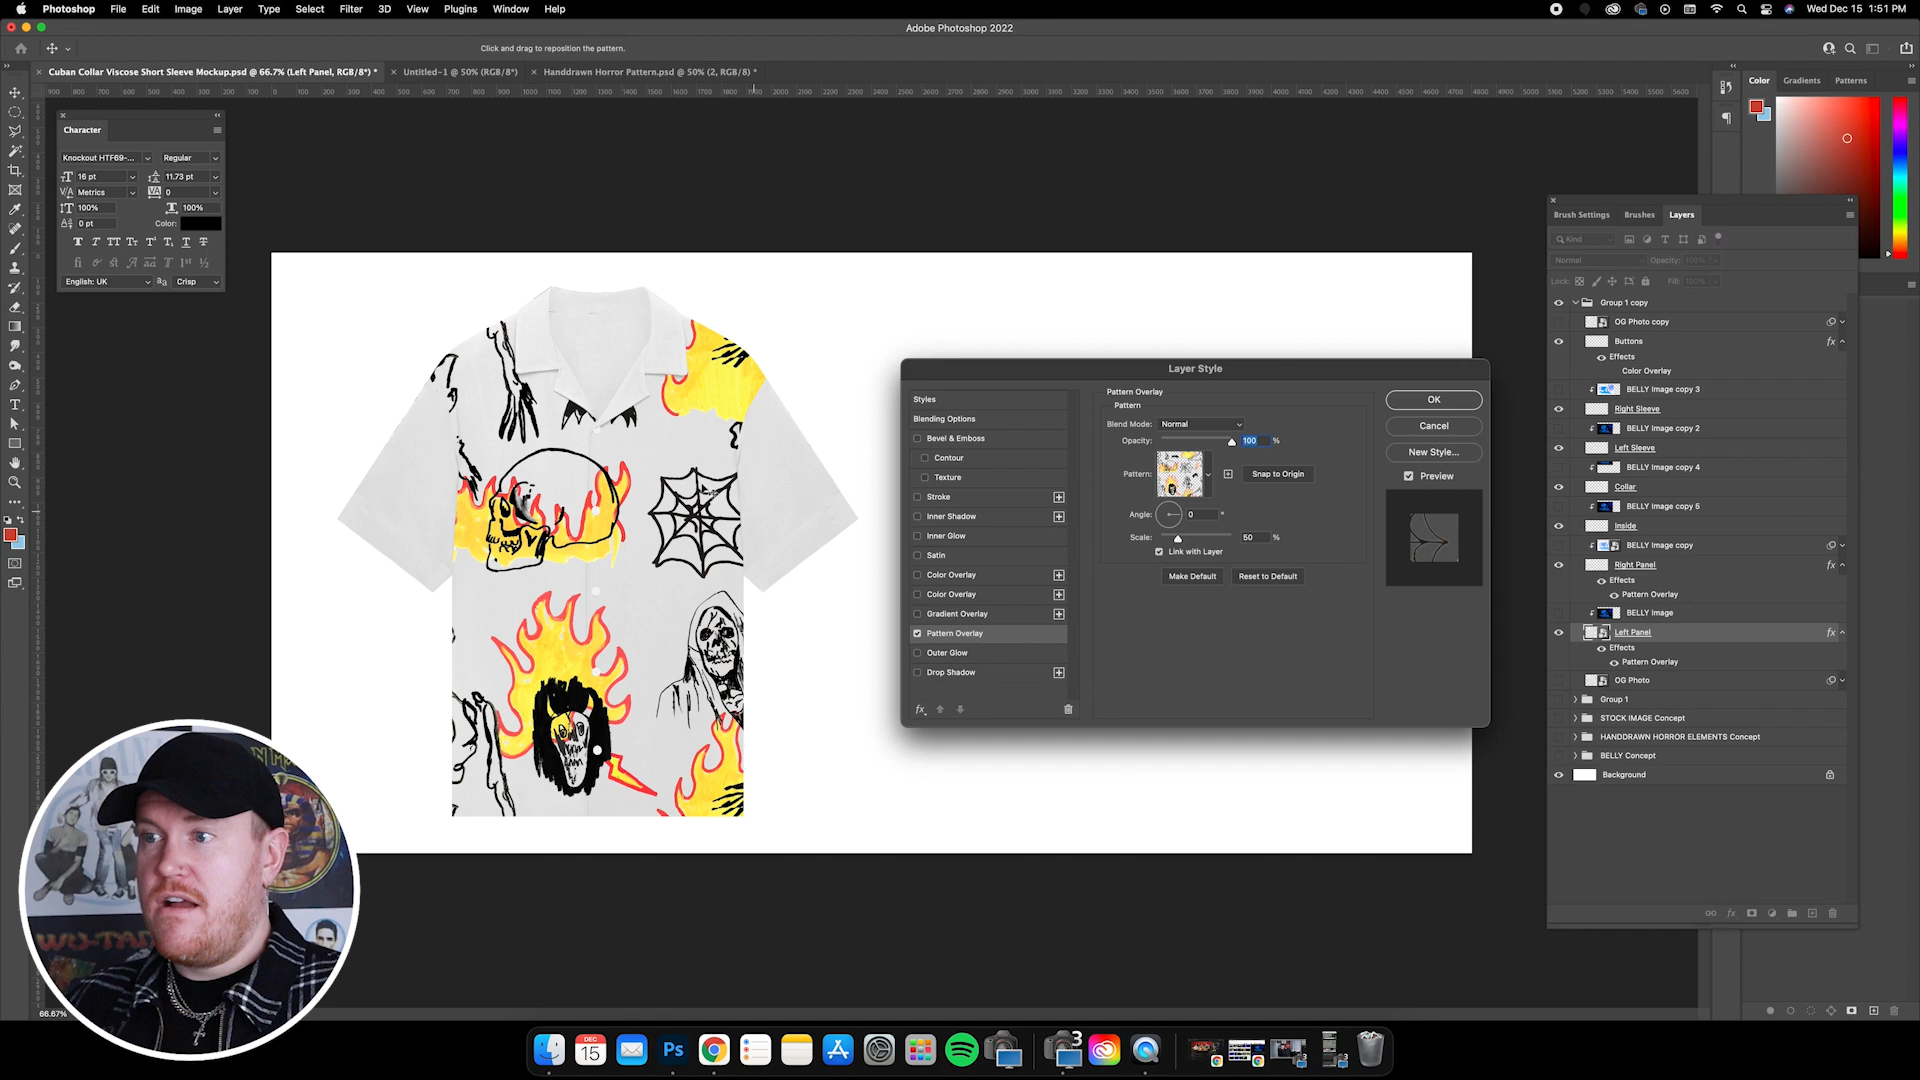 Photoshop File Edit Image Layer Type Select Filter 3D View Plugins Window Help
Wed Dec 15 1:51 PM
Adobe Photoshop 2022
Click and drag to reposition the pattern.
Cuban Collar Viscose Short Sleeve Mockup.psd @ 66.7% (Left Panel, RGB/8*) *
Untitled-1 @ 50% (RGB/8*)
Handdrawn Horror Pattern.psd @ 50% (2, RGB/8) *
Character
Knockout HTF69-... Regular
16 pt 11.73 pt
Metrics 0
100% 100%
0 pt Color:
English: UK Crisp
Layer Style
Styles
Blending Options
Bevel & Emboss
Contour
Texture
Stroke
Inner Shadow
Inner Glow
Satin
Color Overlay
Color Overlay
Gradient Overlay
Pattern Overlay
Outer Glow
Drop Shadow
Pattern Overlay
Pattern
Blend Mode: Normal
Opacity: 100 %
Pattern: Snap to Origin
Angle: 0 °
Scale: 50 %
Link with Layer
Make Default Reset to Default
OK
Cancel
New Style...
Preview
Color Gradients Patterns
Brush Settings Brushes Layers
Kind
Normal Opacity: 100%
Lock: Fill: 100%
Group 1 copy
OG Photo copy
Buttons fx
Effects
Color Overlay
BELLY Image copy 3
Right Sleeve
BELLY Image copy 2
Left Sleeve
BELLY Image copy 4
Collar
BELLY Image copy 5
Inside
BELLY Image copy
Right Panel fx
Effects
Pattern Overlay
BELLY Image
Left Panel fx
Effects
Pattern Overlay
OG Photo
Group 1
STOCK IMAGE Concept
HANDDRAWN HORROR ELEMENTS Concept
BELLY Concept
Background
66.67%
WU-TAN
DEC
15
Ps
3